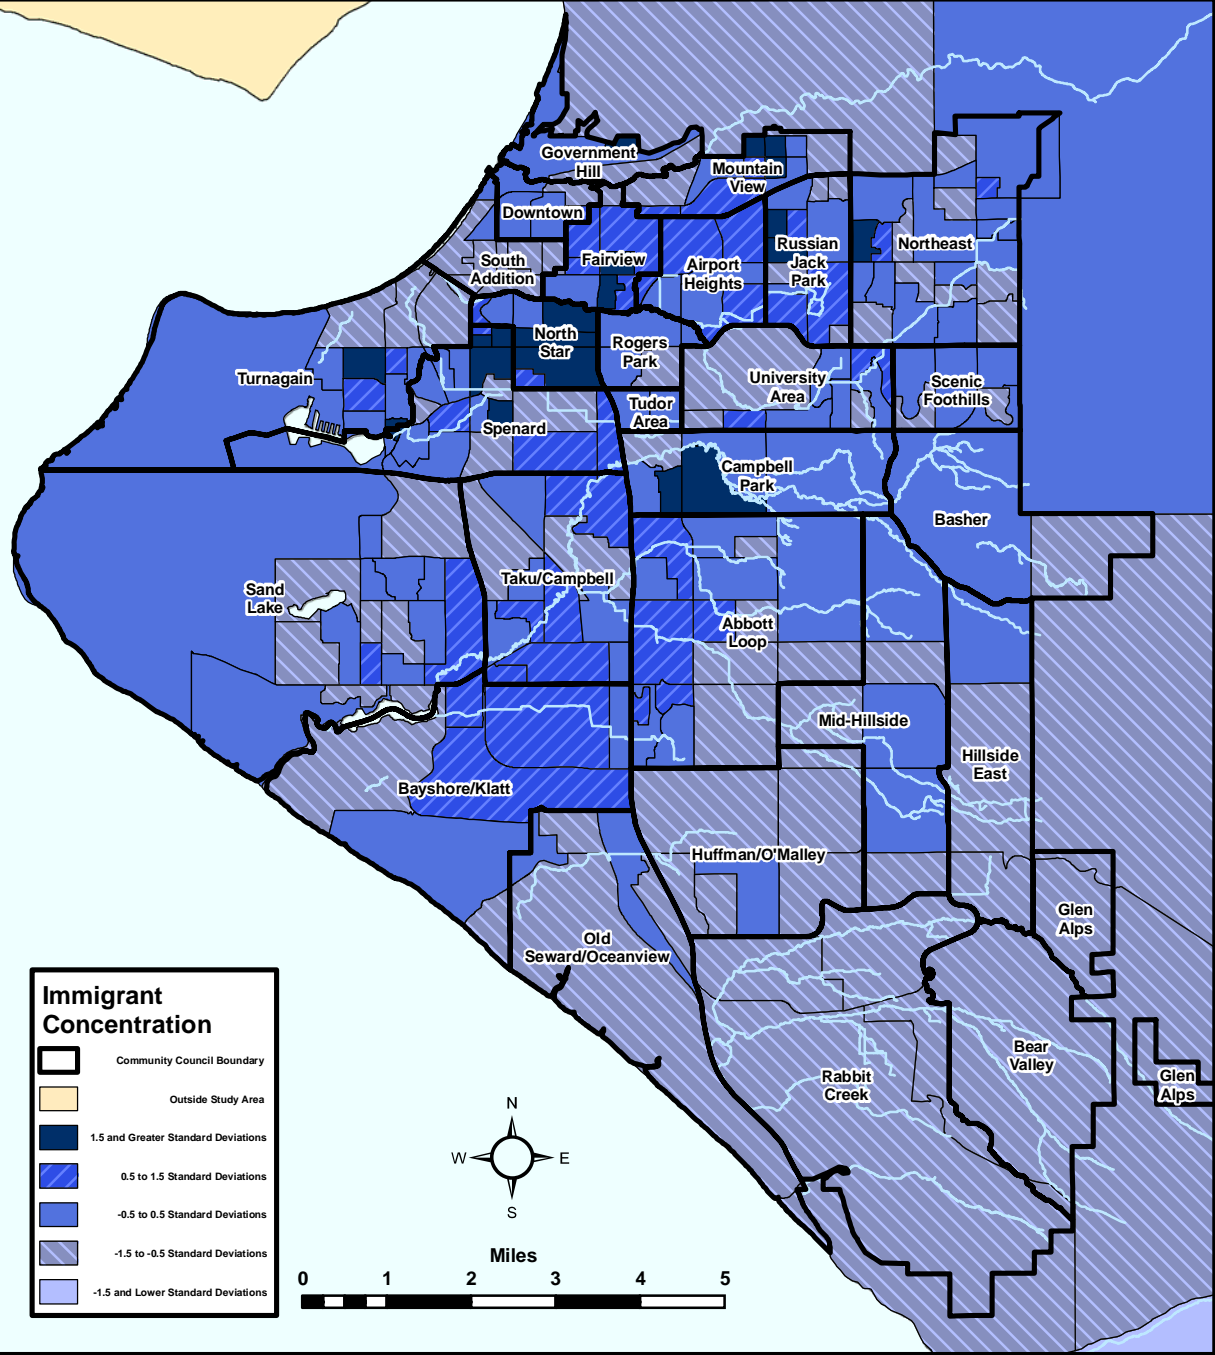 Government
Hill
Mountain
View
Downtown
South
Addition
Fairview
Airport
Heights
Russian
Jack
Park
Northeast
North
Star
Rogers
Park
Turnagain
University
Area
Scenic
Foothills
Tudor
Area
Spenard
Campbell
Park
Basher
Sand
Lake
Taku/Campbell
Abbott
Loop
Mid-Hillside
Hillside
East
Bayshore/Klatt
Huffman/O'Malley
Glen
Alps
Old
Seward/Oceanview
Bear
Valley
Rabbit
Creek
Glen
Alps
Immigrant
Concentration
Community Council Boundary
Outside Study Area
1.5 and Greater Standard Deviations
0.5 to 1.5 Standard Deviations
-0.5 to 0.5 Standard Deviations
-1.5 to -0.5 Standard Deviations
-1.5 and Lower Standard Deviations
N
W E
S
Miles
0 1 2 3 4 5